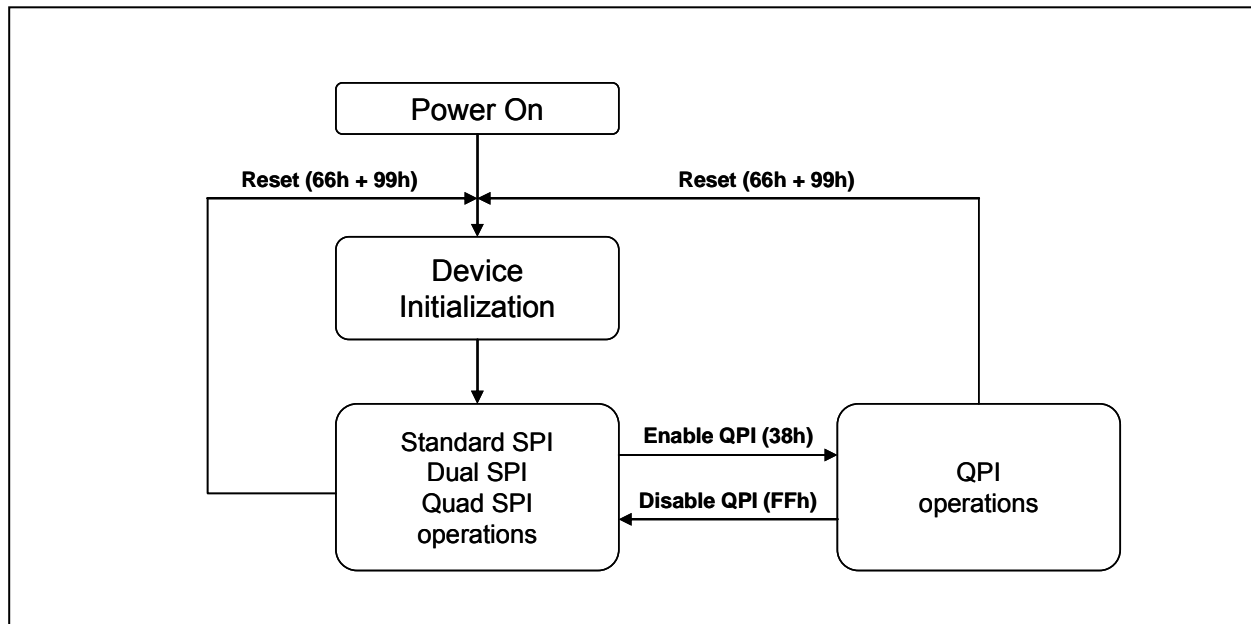 Power On
Reset (66h + 99h)
Reset (66h + 99h)
Device
Initialization
Standard SPI
Dual SPI
Quad SPI
operations
Enable QPI (38h)
Disable QPI (FFh)
QPI
operations